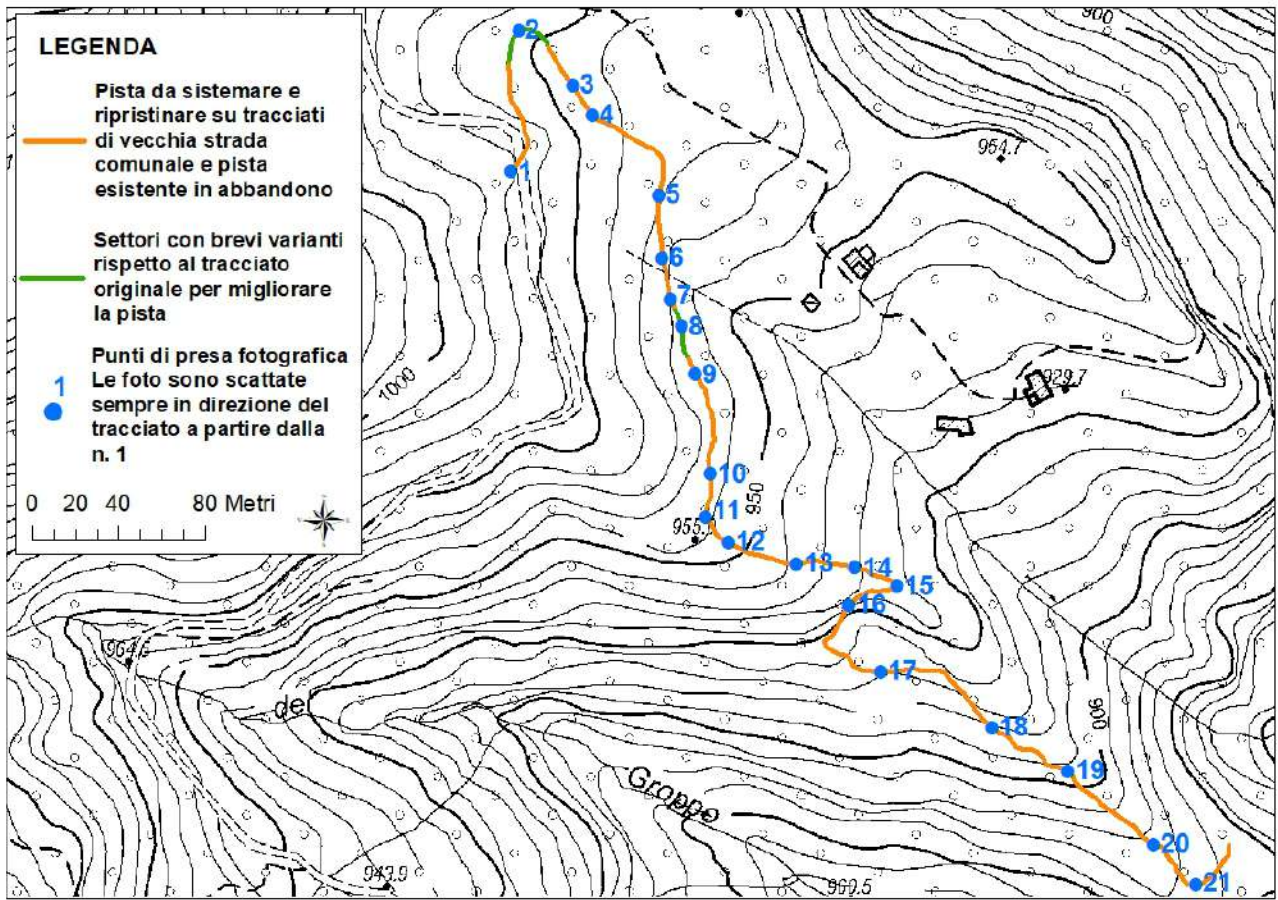 LEGENDA
Pista da sistemare e
ripristinare su tracciati
di vecchia strada
comunale e pista
esistente in abbandono
Settori con brevi varianti
rispetto al tracciato
originale per migliorare
la pista
1
Punti di presa fotografica
Le foto sono scattate
sempre in direzione del
tracciato a partire dalla
n. 1
0 20 40 80 Metri
900
2
3
4
954.7
1
5
6
7
8
929.7
9
1000
10
950
11
955.
12
13
14
15
16
17
de
900
18
19
Groppo
20
943.9
21